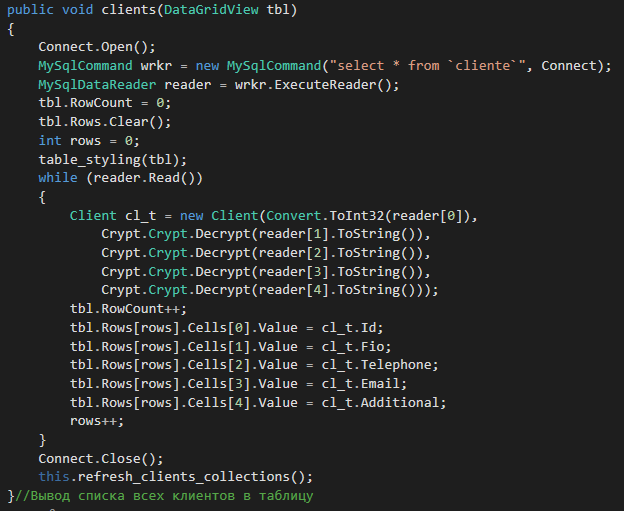 public void clients(DataGridView tbl)
{
    Connect.Open();
    MySqlCommand wrkr = new MySqlCommand("select * from `cliente`", Connect);
    MySqlDataReader reader = wrkr.ExecuteReader();
    tbl.RowCount = 0;
    tbl.Rows.Clear();
    int rows = 0;
    table_styling(tbl);
    while (reader.Read())
    {
        Client cl_t = new Client(Convert.ToInt32(reader[0]),
            Crypt.Crypt.Decrypt(reader[1].ToString()),
            Crypt.Crypt.Decrypt(reader[2].ToString()),
            Crypt.Crypt.Decrypt(reader[3].ToString()),
            Crypt.Crypt.Decrypt(reader[4].ToString()));
        tbl.RowCount++;
        tbl.Rows[rows].Cells[0].Value = cl_t.Id;
        tbl.Rows[rows].Cells[1].Value = cl_t.Fio;
        tbl.Rows[rows].Cells[2].Value = cl_t.Telephone;
        tbl.Rows[rows].Cells[3].Value = cl_t.Email;
        tbl.Rows[rows].Cells[4].Value = cl_t.Additional;
        rows++;
    }
    Connect.Close();
    this.refresh_clients_collections();
}//Вывод списка всех клиентов в таблицу